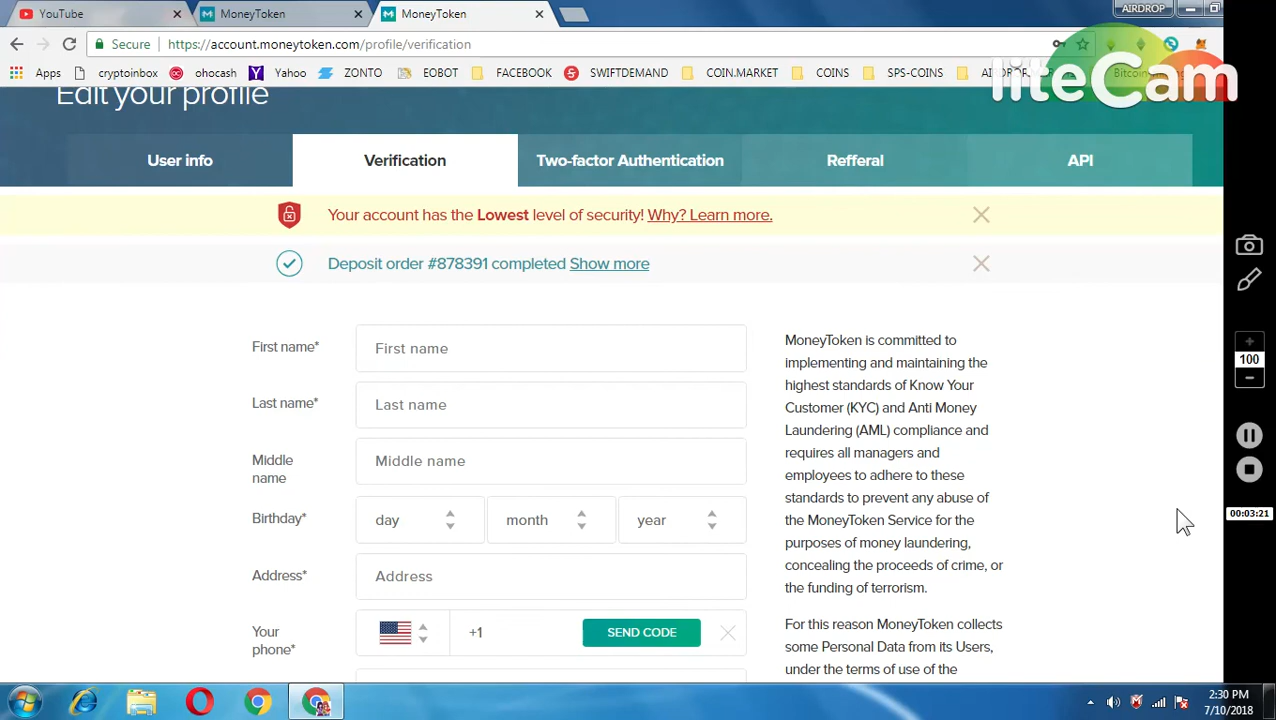 YouTube
MoneyToken
MoneyToken
AIRDROP
Secure
https://account.moneytoken.com/profile/verification
Apps
cryptoinbox
ohocash
Yahoo
ZONTO
EOBOT
FACEBOOK
SWIFTDEMAND
COIN.MARKET
COINS
SPS-COINS
liteCam
Edit your profile
User info
Verification
Two-factor Authentication
Refferal
API
Your account has the Lowest level of security! Why? Learn more.
Deposit order #878391 completed Show more
First name*
First name
Last name*
Last name
Middle
name
Middle name
Birthday*
day
month
year
Address*
Address
Your
phone*
+1
SEND CODE
MoneyToken is committed to
implementing and maintaining the
highest standards of Know Your
Customer (KYC) and Anti Money
Laundering (AML) compliance and
requires all managers and
employees to adhere to these
standards to prevent any abuse of
the MoneyToken Service for the
purposes of money laundering,
concealing the proceeds of crime, or
the funding of terrorism.
For this reason MoneyToken collects
some Personal Data from its Users,
under the terms of use of the
100
00:03:21
2:30 PM
7/10/2018